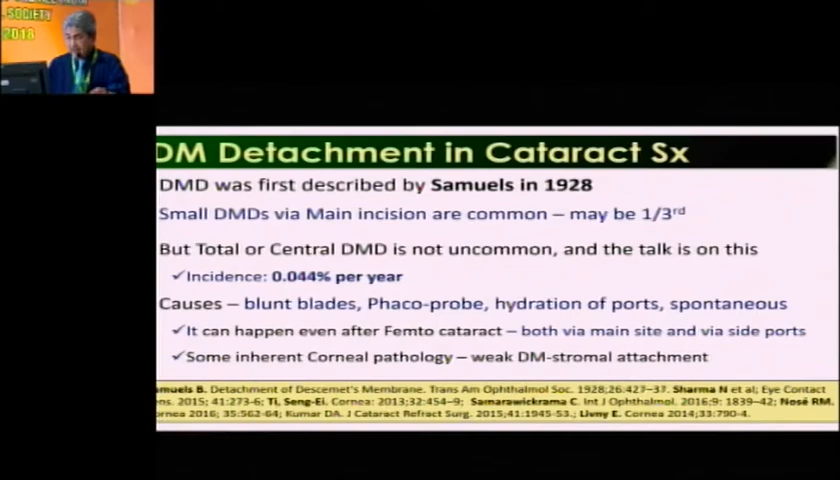 SOCIETY
2018
DM Detachment in Cataract Sx
DMD was first described by Samuels in 1928
Small DMDs via Main incision are common – may be 1/3rd
But Total or Central DMD is not uncommon, and the talk is on this
✓Incidence: 0.044% per year
Causes – blunt blades, Phaco-probe, hydration of ports, spontaneous
✓It can happen even after Femto cataract – both via main site and via side ports
✓Some inherent Corneal pathology – weak DM-stromal attachment
amuels B. Detachment of Descemet's Membrane. Trans Am Ophthalmol Soc. 1928;26:427–37. Sharma N et al; Eye Contact
ns. 2015; 41:273-6; Ti, Seng-Ei. Cornea: 2013;32:454–9; Samarawickrama C. Int J Ophthalmol. 2016;9: 1839–42; Nosé RM.
ornea 2016; 35:562-64; Kumar DA. J Cataract Refract Surg. 2015;41:1945-53.; Livny E. Cornea 2014;33:790-4.